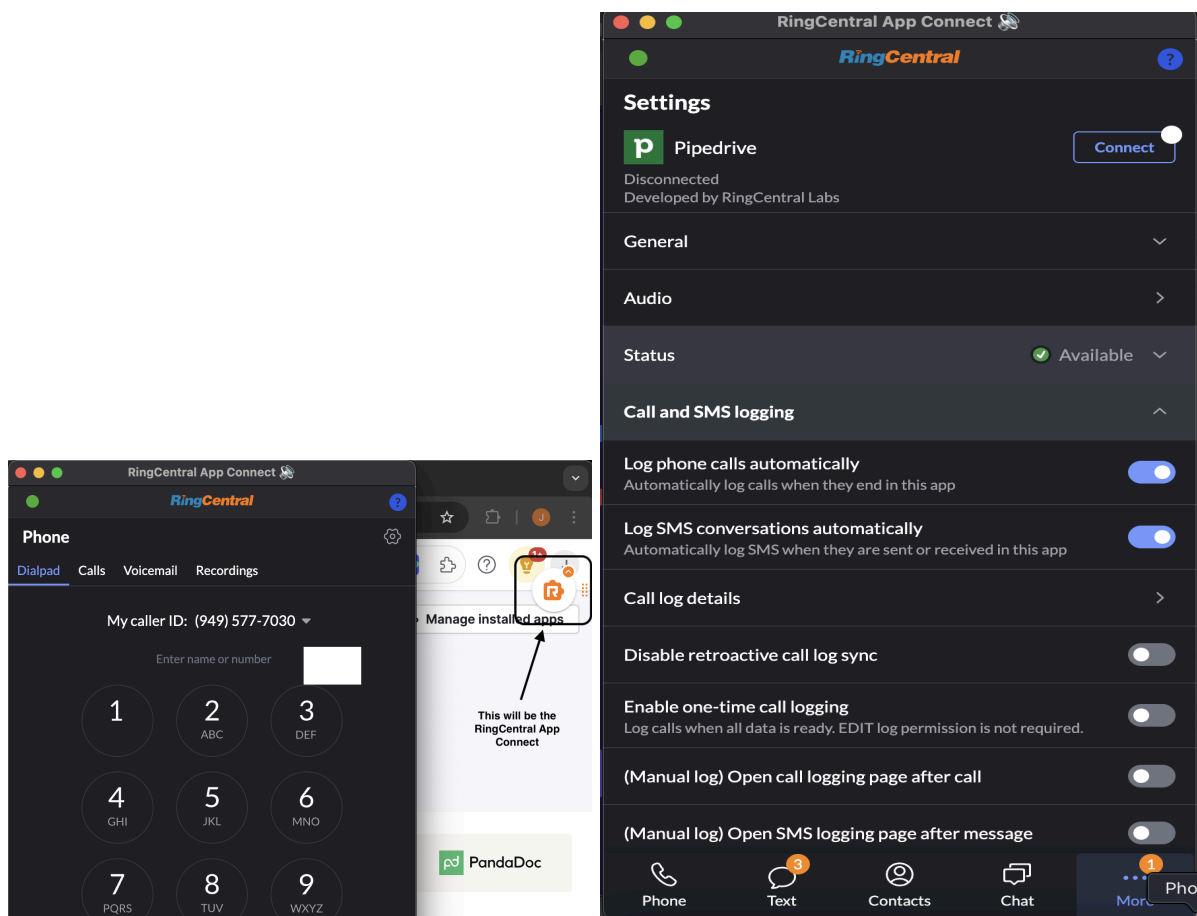 RingCentral App Connect
RingCentral
?
Phone
Dialpad Calls Voicemail Recordings
My caller ID: (949) 577-7030
Enter name or number
1
2
ABC
3
DEF
4
GHI
5
JKL
6
MNO
7
PQRS
8
TUV
9
WXYZ
J
Manage installed apps
This will be the
RingCentral App
Connect
pd PandaDoc
RingCentral App Connect
RingCentral
?
Settings
p Pipedrive
Connect
Disconnected
Developed by RingCentral Labs
General
Audio
Status
Available
Call and SMS logging
Log phone calls automatically
Automatically log calls when they end in this app
Log SMS conversations automatically
Automatically log SMS when they are sent or received in this app
Call log details
Disable retroactive call log sync
Enable one-time call logging
Log calls when all data is ready. EDIT log permission is not required.
(Manual log) Open call logging page after call
(Manual log) Open SMS logging page after message
3
1
Phone
Text
Contacts
Chat
More
Pho